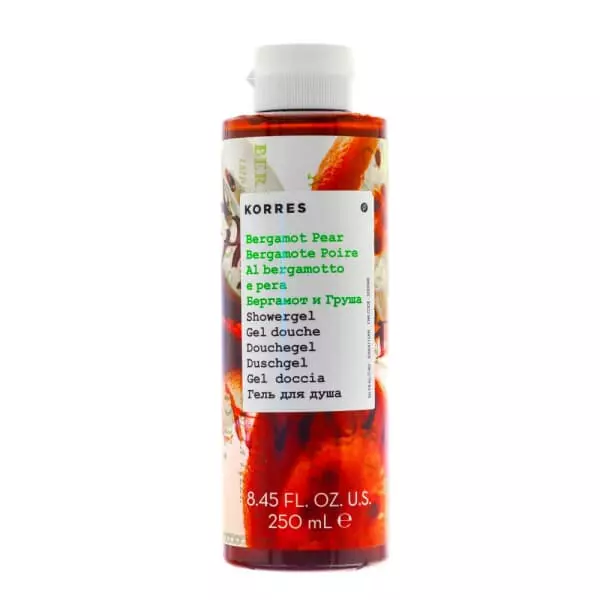 KORRES
Bergamot Pear
Bergamote Poire
Al bergamotto
e pera
Бергамот и Груша
Showergel
Gel douche
Douchegel
Duschgel
Gel doccia
Гель для душа
8.45 FL. OZ. U.S.
250 mL ℮